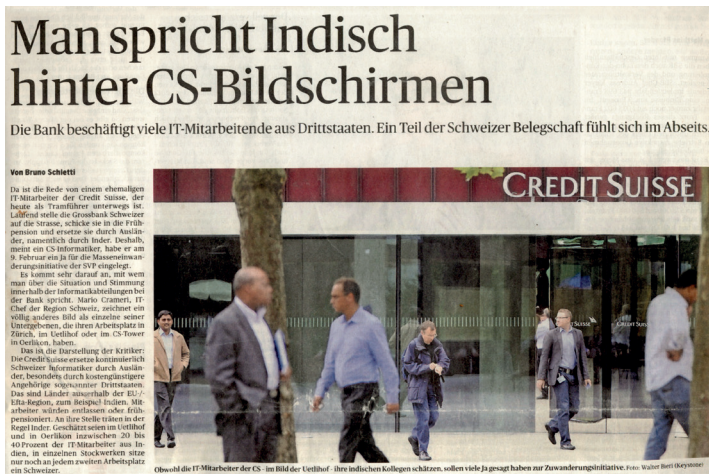 Man spricht Indisch
hinter CS-Bildschirmen
Die Bank beschäftigt viele IT-Mitarbeitende aus Drittstaaten. Ein Teil der Schweizer Belegschaft fühlt sich im Abseits.
Von Bruno Schletti
Da ist die Rede von einem ehemaligen
IT-Mitarbeiter der Credit Suisse, der
heute als Tramführer unterwegs ist.
Laufend stelle die Grossbank Schweizer
auf die Strasse, schicke sie in die Früh-
pension und ersetze sie durch Auslän-
der, namentlich durch Inder. Deshalb,
meint ein CS-Informatiker, habe er am
9. Februar ein Ja für die Masseneinwan-
derungsinitiative der SVP eingelegt.
Es kommt sehr darauf an, mit wem
man über die Situation und Stimmung
innerhalb der Informatikabteilungen bei
der Bank spricht. Mario Crameri, IT-
Chef der Region Schweiz, zeichnet ein
völlig anderes Bild als einzelne seiner
Untergebenen, die ihren Arbeitsplatz in
Zürich, im Uetlihof oder im CS-Tower
in Oerlikon, haben.
Das ist die Darstellung der Kritiker:
Die Credit Suisse ersetze kontinuierlich
Schweizer Informatiker durch Auslän-
der, besonders durch kostengünstigere
Angehörige sogenannter Drittstaaten.
Das sind Länder ausserhalb der EU-/
Efta-Region, zum Beispiel Indien. Mit-
arbeiter würden entlassen oder früh-
pensioniert. An ihre Stelle träten in der
Regel Inder. Geschätzt seien im Uetlihof
und in Oerlikon inzwischen 20 bis
40 Prozent der IT-Mitarbeiter aus In-
dien, in einzelnen Stockwerken sitze
nur noch an jedem zweiten Arbeitsplatz
ein Schweizer.
CREDIT SUISSE
Obwohl die IT-Mitarbeiter der CS - im Bild der Uetlihof - ihre indischen Kollegen schätzen, sollen viele Ja gesagt haben zur Zuwanderungsinitiative. Foto: Walter Bieri (Keystone)